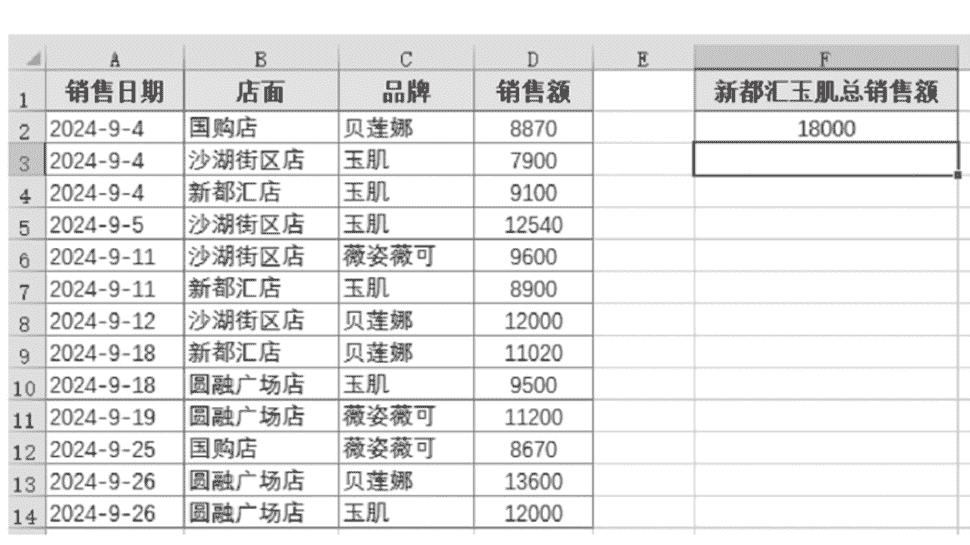 A B C D E F
1 销售日期 店面 品牌 销售额 新都汇玉肌总销售额
2 2024-9-4 国购店 贝莲娜 8870 18000
3 2024-9-4 沙湖街区店 玉肌 7900
4 2024-9-4 新都汇店 玉肌 9100
5 2024-9-5 沙湖街区店 玉肌 12540
6 2024-9-11 沙湖街区店 薇姿薇可 9600
7 2024-9-11 新都汇店 玉肌 8900
8 2024-9-12 沙湖街区店 贝莲娜 12000
9 2024-9-18 新都汇店 贝莲娜 11020
10 2024-9-18 圆融广场店 玉肌 9500
11 2024-9-19 圆融广场店 薇姿薇可 11200
12 2024-9-25 国购店 薇姿薇可 8670
13 2024-9-26 圆融广场店 贝莲娜 13600
14 2024-9-26 圆融广场店 玉肌 12000